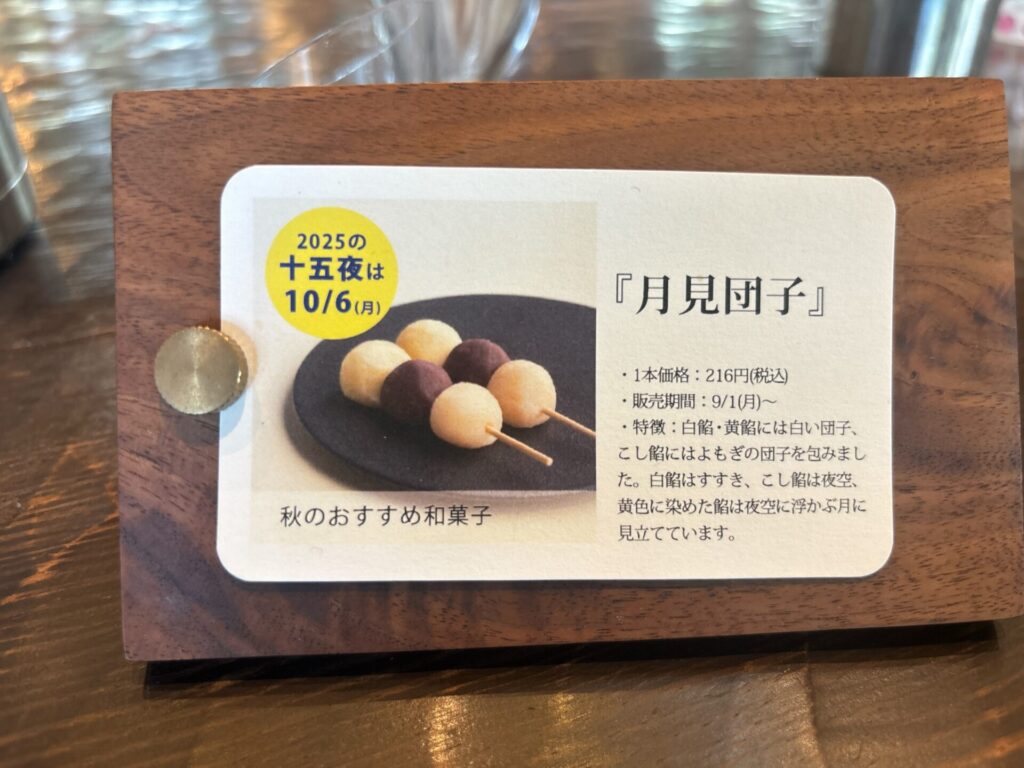 2025の
十五夜は
10/6(月)
秋のおすすめ和菓子
『月見団子』
・1本価格：216円(税込)
・販売期間：9/1(月)～
・特徴：白餡・黄餡には白い団子、
こし餡にはよもぎの団子を包みまし
た。白餡はすすき、こし餡は夜空、
黄色に染めた餡は夜空に浮かぶ月に
見立てています。